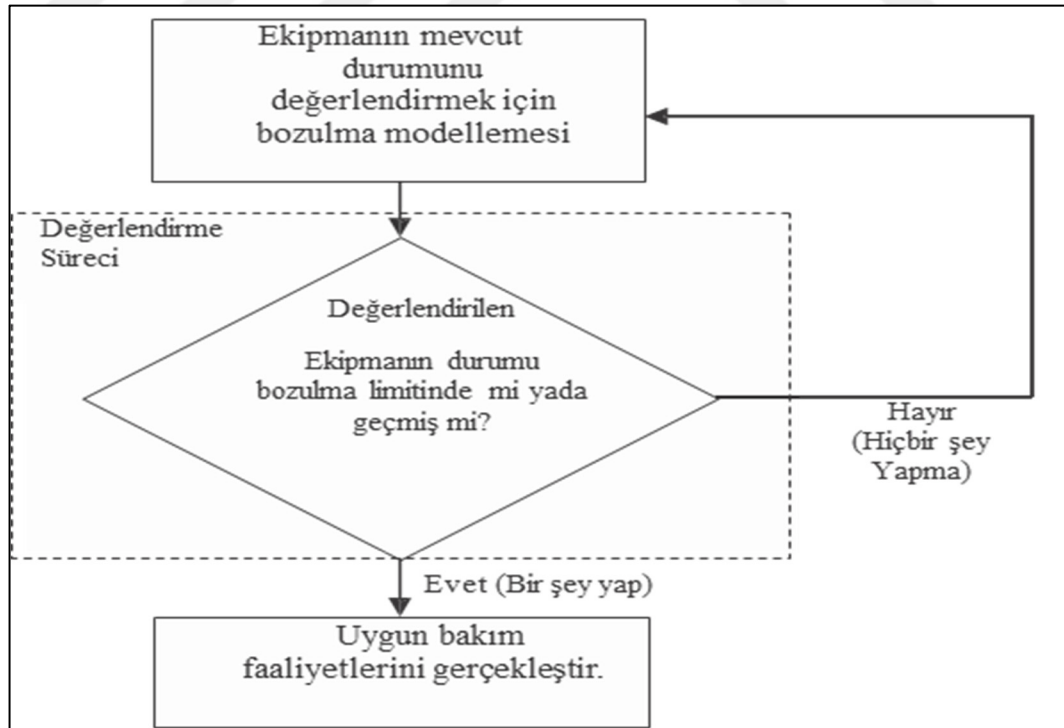 Ekipmanın mevcut
durumunu
değerlendirmek için
bozulma modellemesi
Değerlendirme
Süreci
Değerlendirilen
Ekipmanın durumu
bozulma limitinde mi yada
geçmiş mi?
Hayır
(Hiçbir şey
Yapma)
Evet (Bir şey yap)
Uygun bakım
faaliyetlerini gerçekleştir.